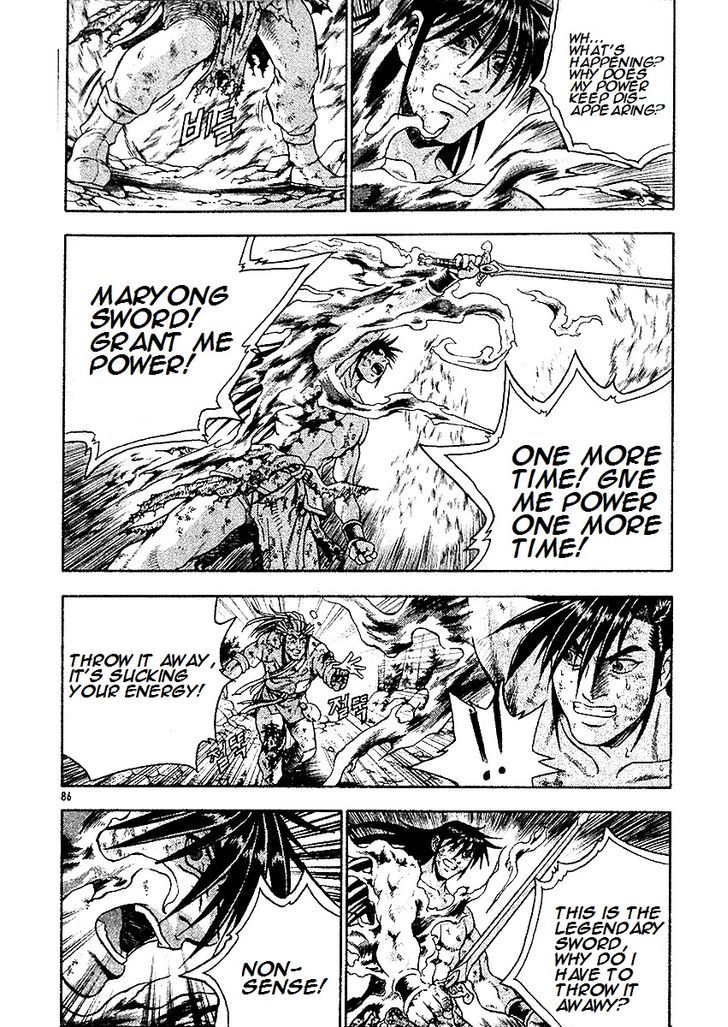 비틀
WH...
WHAT'S
HAPPENING?
WHY DOES
MY POWER
KEEP DIS-
APPEARING?
MARYONG
SWORD!
GRANT ME
POWER!
ONE MORE
TIME! GIVE
ME POWER
ONE MORE
TIME!
THROW IT AWAY,
IT'S SUCKING
YOUR ENERGY!
!!
86
NON-
SENSE!
THIS IS THE
LEGENDARY
SWORD,
WHY DO I
HAVE TO
THROW IT
AWAWY?